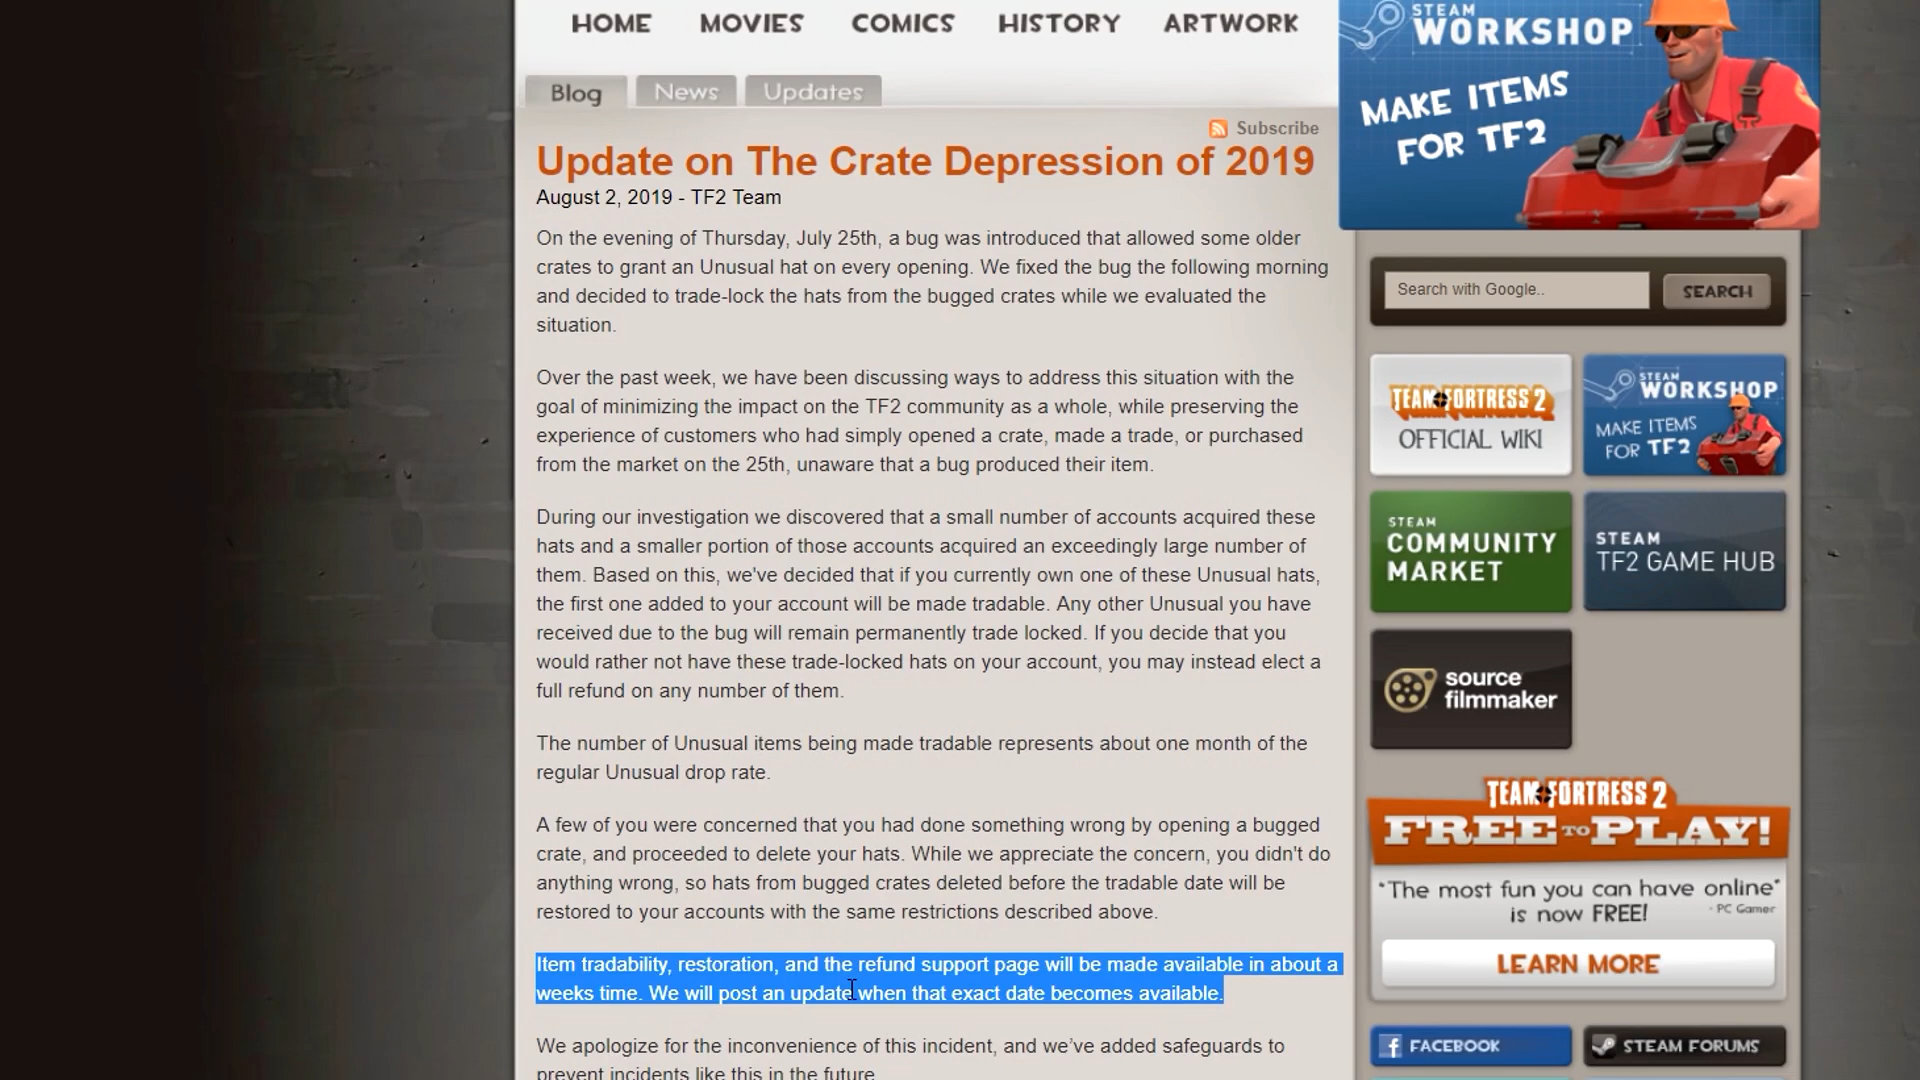 HOME MOVIES COMICS HISTORY ARTWORK
STEAM
WORKSHOP
MAKE ITEMS
FOR TF2
Blog News Updates
Subscribe
Update on The Crate Depression of 2019
August 2, 2019 - TF2 Team
On the evening of Thursday, July 25th, a bug was introduced that allowed some older
crates to grant an Unusual hat on every opening. We fixed the bug the following morning
and decided to trade-lock the hats from the bugged crates while we evaluated the
situation.
Over the past week, we have been discussing ways to address this situation with the
goal of minimizing the impact on the TF2 community as a whole, while preserving the
experience of customers who had simply opened a crate, made a trade, or purchased
from the market on the 25th, unaware that a bug produced their item.
During our investigation we discovered that a small number of accounts acquired these
hats and a smaller portion of those accounts acquired an exceedingly large number of
them. Based on this, we've decided that if you currently own one of these Unusual hats,
the first one added to your account will be made tradable. Any other Unusual you have
received due to the bug will remain permanently trade locked. If you decide that you
would rather not have these trade-locked hats on your account, you may instead elect a
full refund on any number of them.
The number of Unusual items being made tradable represents about one month of the
regular Unusual drop rate.
A few of you were concerned that you had done something wrong by opening a bugged
crate, and proceeded to delete your hats. While we appreciate the concern, you didn't do
anything wrong, so hats from bugged crates deleted before the tradable date will be
restored to your accounts with the same restrictions described above.
Item tradability, restoration, and the refund support page will be made available in about a
weeks time. We will post an update when that exact date becomes available.
We apologize for the inconvenience of this incident, and we've added safeguards to
prevent incidents like this in the future.
Search with Google..
SEARCH
TEAM FORTRESS 2
OFFICIAL WIKI
STEAM
WORKSHOP
MAKE ITEMS
FOR TF2
STEAM
COMMUNITY
MARKET
STEAM
TF2 GAME HUB
source
filmmaker
TEAM FORTRESS 2
FREE TO PLAY!
"The most fun you can have online"
is now FREE! - PC Gamer
LEARN MORE
FACEBOOK
STEAM FORUMS